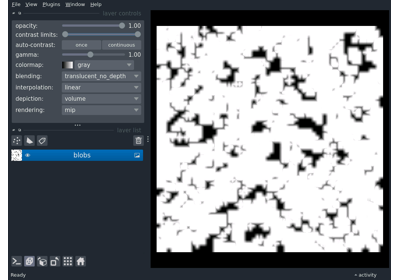 File View Plugins Window Help
layer controls
opacity: 1.00
contrast limits:
auto-contrast: once continuous
gamma: 1.00
colormap: gray
blending: translucent_no_depth
interpolation: linear
depiction: volume
rendering: mip
layer list
blobs
Ready
activity